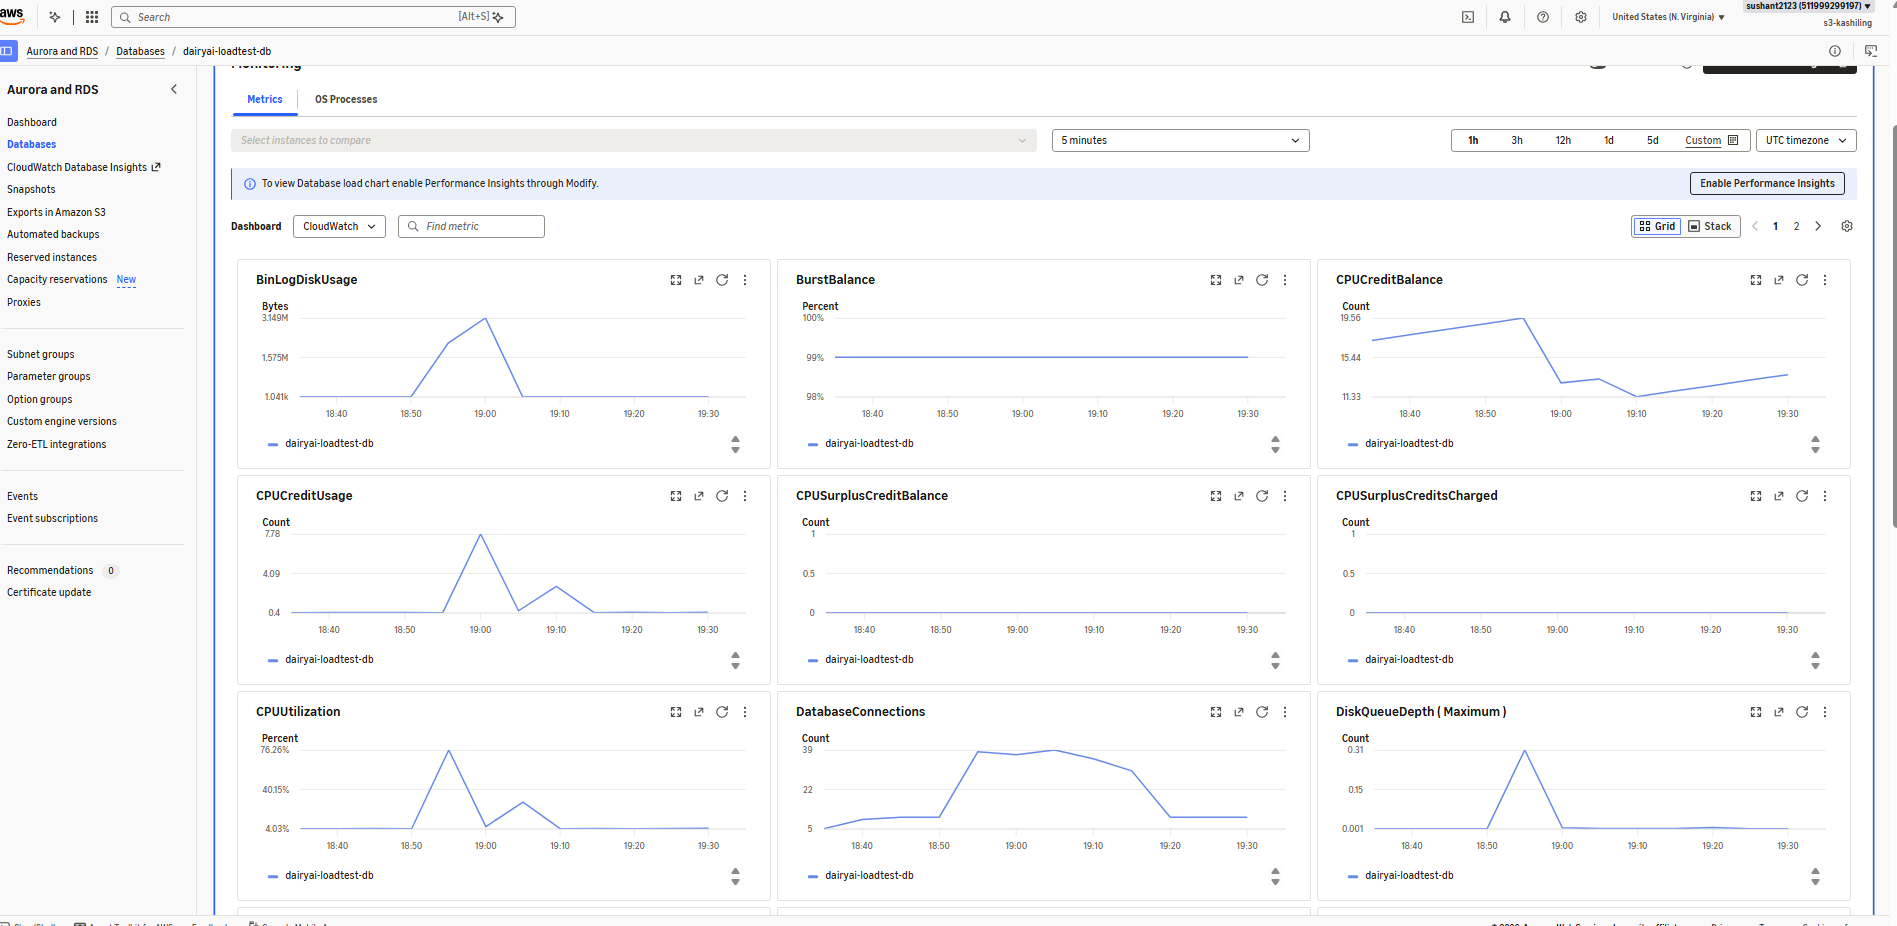 aws
Search [Alt+S]
United States (N. Virginia)
sushant2123 (511999299197)
s3-kashiling
Aurora and RDS / Databases / dairyai-loadtest-db
Aurora and RDS
Dashboard
Databases
CloudWatch Database Insights
Snapshots
Exports in Amazon S3
Automated backups
Reserved instances
Capacity reservations New
Proxies
Subnet groups
Parameter groups
Option groups
Custom engine versions
Zero-ETL integrations
Events
Event subscriptions
Recommendations 0
Certificate update
Monitoring
Metrics OS Processes
Select instances to compare 5 minutes 1h 3h 12h 1d 5d Custom UTC timezone
To view Database load chart enable Performance Insights through Modify. Enable Performance Insights
Dashboard CloudWatch Find metric Grid Stack 1 2
BinLogDiskUsage
Bytes
3.149M
1.575M
1.041k
18:40 18:50 19:00 19:10 19:20 19:30
dairyai-loadtest-db
BurstBalance
Percent
100%
99%
98%
18:40 18:50 19:00 19:10 19:20 19:30
dairyai-loadtest-db
CPUCreditBalance
Count
19.56
15.44
11.33
18:40 18:50 19:00 19:10 19:20 19:30
dairyai-loadtest-db
CPUCreditUsage
Count
7.78
4.09
0.4
18:40 18:50 19:00 19:10 19:20 19:30
dairyai-loadtest-db
CPUSurplusCreditBalance
Count
1
0.5
0
18:40 18:50 19:00 19:10 19:20 19:30
dairyai-loadtest-db
CPUSurplusCreditsCharged
Count
1
0.5
0
18:40 18:50 19:00 19:10 19:20 19:30
dairyai-loadtest-db
CPUUtilization
Percent
76.26%
40.15%
4.03%
18:40 18:50 19:00 19:10 19:20 19:30
dairyai-loadtest-db
DatabaseConnections
Count
39
22
5
18:40 18:50 19:00 19:10 19:20 19:30
dairyai-loadtest-db
DiskQueueDepth ( Maximum )
Count
0.31
0.15
0.001
18:40 18:50 19:00 19:10 19:20 19:30
dairyai-loadtest-db